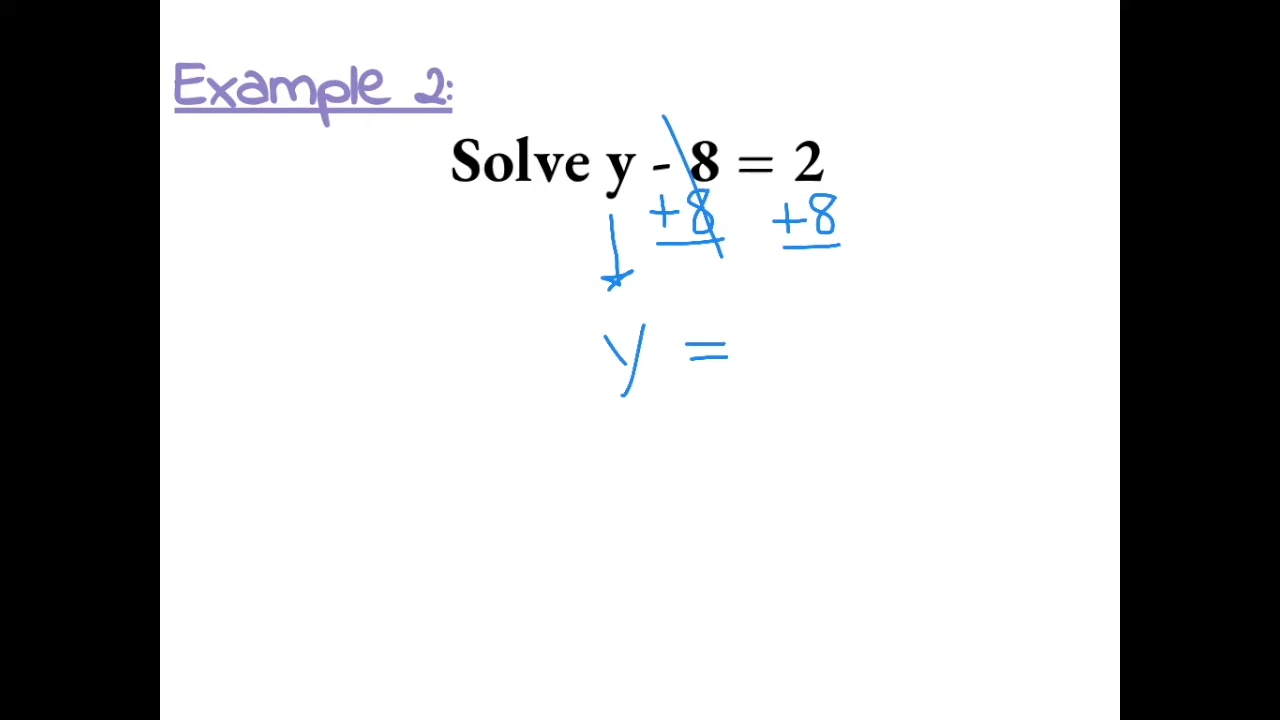 Example 2:
Solve y - 8 = 2
+8 +8
y =